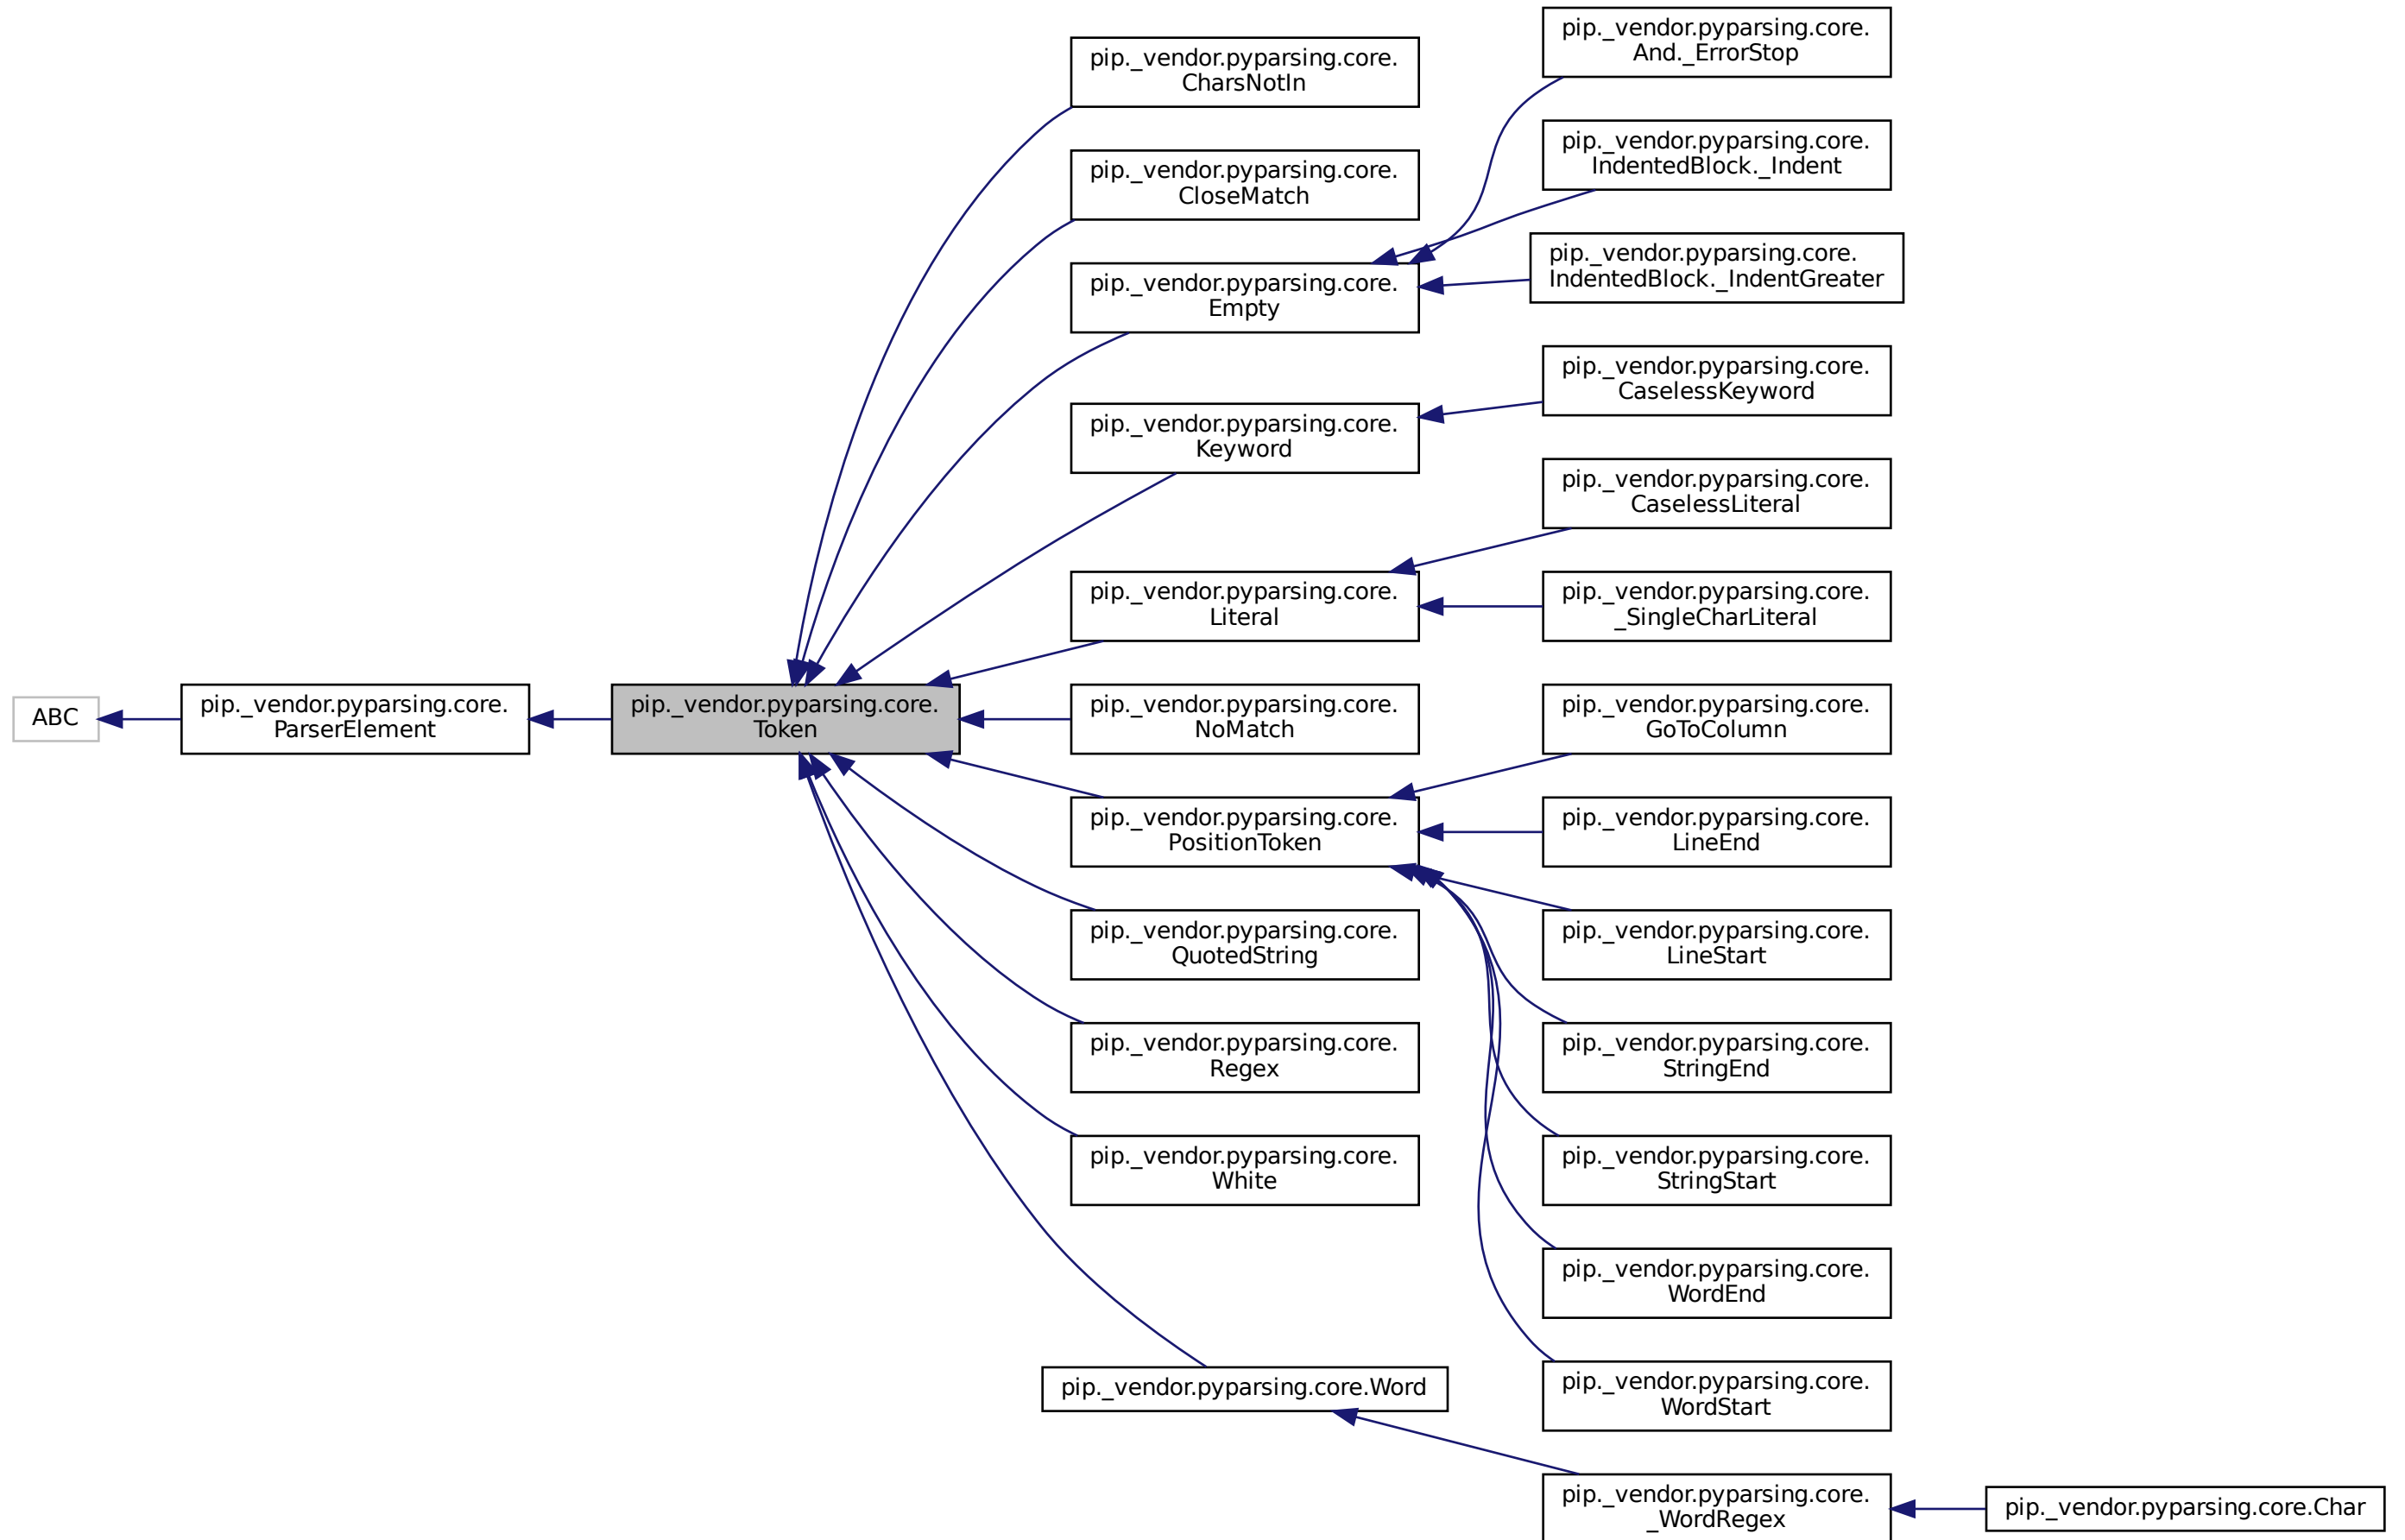 ABC
pip._vendor.pyparsing.core.
ParserElement
pip._vendor.pyparsing.core.
Token
pip._vendor.pyparsing.core.
CharsNotIn
pip._vendor.pyparsing.core.
CloseMatch
pip._vendor.pyparsing.core.
Empty
pip._vendor.pyparsing.core.
Keyword
pip._vendor.pyparsing.core.
Literal
pip._vendor.pyparsing.core.
NoMatch
pip._vendor.pyparsing.core.
PositionToken
pip._vendor.pyparsing.core.
QuotedString
pip._vendor.pyparsing.core.
Regex
pip._vendor.pyparsing.core.
White
pip._vendor.pyparsing.core.Word
pip._vendor.pyparsing.core.
And._ErrorStop
pip._vendor.pyparsing.core.
IndentedBlock._Indent
pip._vendor.pyparsing.core.
IndentedBlock._IndentGreater
pip._vendor.pyparsing.core.
CaselessKeyword
pip._vendor.pyparsing.core.
CaselessLiteral
pip._vendor.pyparsing.core.
_SingleCharLiteral
pip._vendor.pyparsing.core.
GoToColumn
pip._vendor.pyparsing.core.
LineEnd
pip._vendor.pyparsing.core.
LineStart
pip._vendor.pyparsing.core.
StringEnd
pip._vendor.pyparsing.core.
StringStart
pip._vendor.pyparsing.core.
WordEnd
pip._vendor.pyparsing.core.
WordStart
pip._vendor.pyparsing.core.
_WordRegex
pip._vendor.pyparsing.core.Char